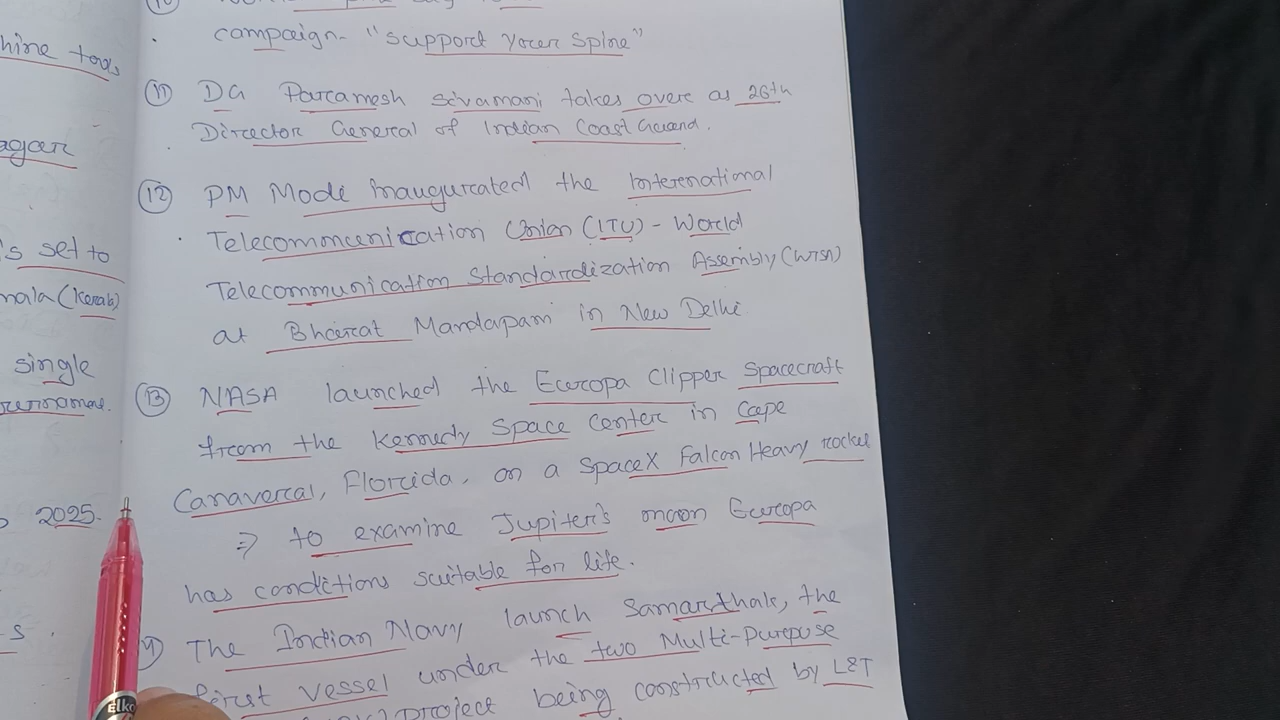 hine tools
agar
's set to
mala (Kerala)
single
2025.
s
campaign- "Support your Spine"
(11) DG Paramesh Sivamani takes over as 26th
Director General of Indian Coast Guard.
(12) PM Modi inaugurated the International
Telecommunication Union (ITU) - World
Telecommunication Standardization Assembly (WTSA)
at Bharat Mandapam in New Delhi.
(13) NASA launched the Europa Clipper Spacecraft
from the Kennedy Space Center in Cape
Canaveral, Florida, on a SpaceX Falcon Heavy rocket
⇒ to examine Jupiter's moon Europa
has conditions suitable for life.
The Indian Navy launch Samarthak, the
first vessel under the two Multi-Purpose
project being constructed by L&T
Elko